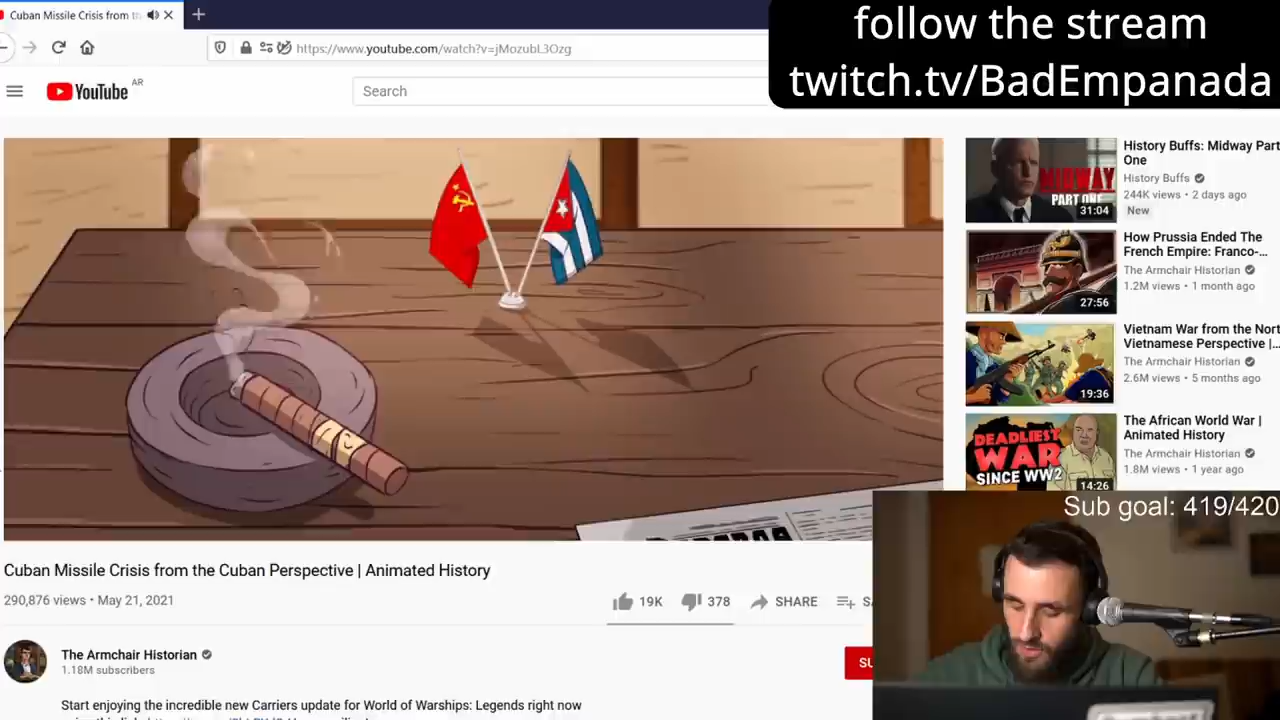 Cuban Missile Crisis from
https://www.youtube.com/watch?v=jMozubL3Ozg
follow the stream
twitch.tv/BadEmpanada
YouTube
AR
Search
History Buffs: Midway Part
One
History Buffs
244K views • 2 days ago
New
MIDWAY
PART ONE
31:04
How Prussia Ended The
French Empire: Franco-...
The Armchair Historian
1.2M views • 1 month ago
27:56
Vietnam War from the Nort
Vietnamese Perspective |...
The Armchair Historian
2.6M views • 5 months ago
19:36
The African World War |
Animated History
The Armchair Historian
1.8M views • 1 year ago
DEADLIEST
WAR
SINCE WW2
14:26
Sub goal: 419/420
Cuban Missile Crisis from the Cuban Perspective | Animated History
290,876 views • May 21, 2021
19K
378
SHARE
The Armchair Historian
1.18M subscribers
SU
Start enjoying the incredible new Carriers update for World of Warships: Legends right now